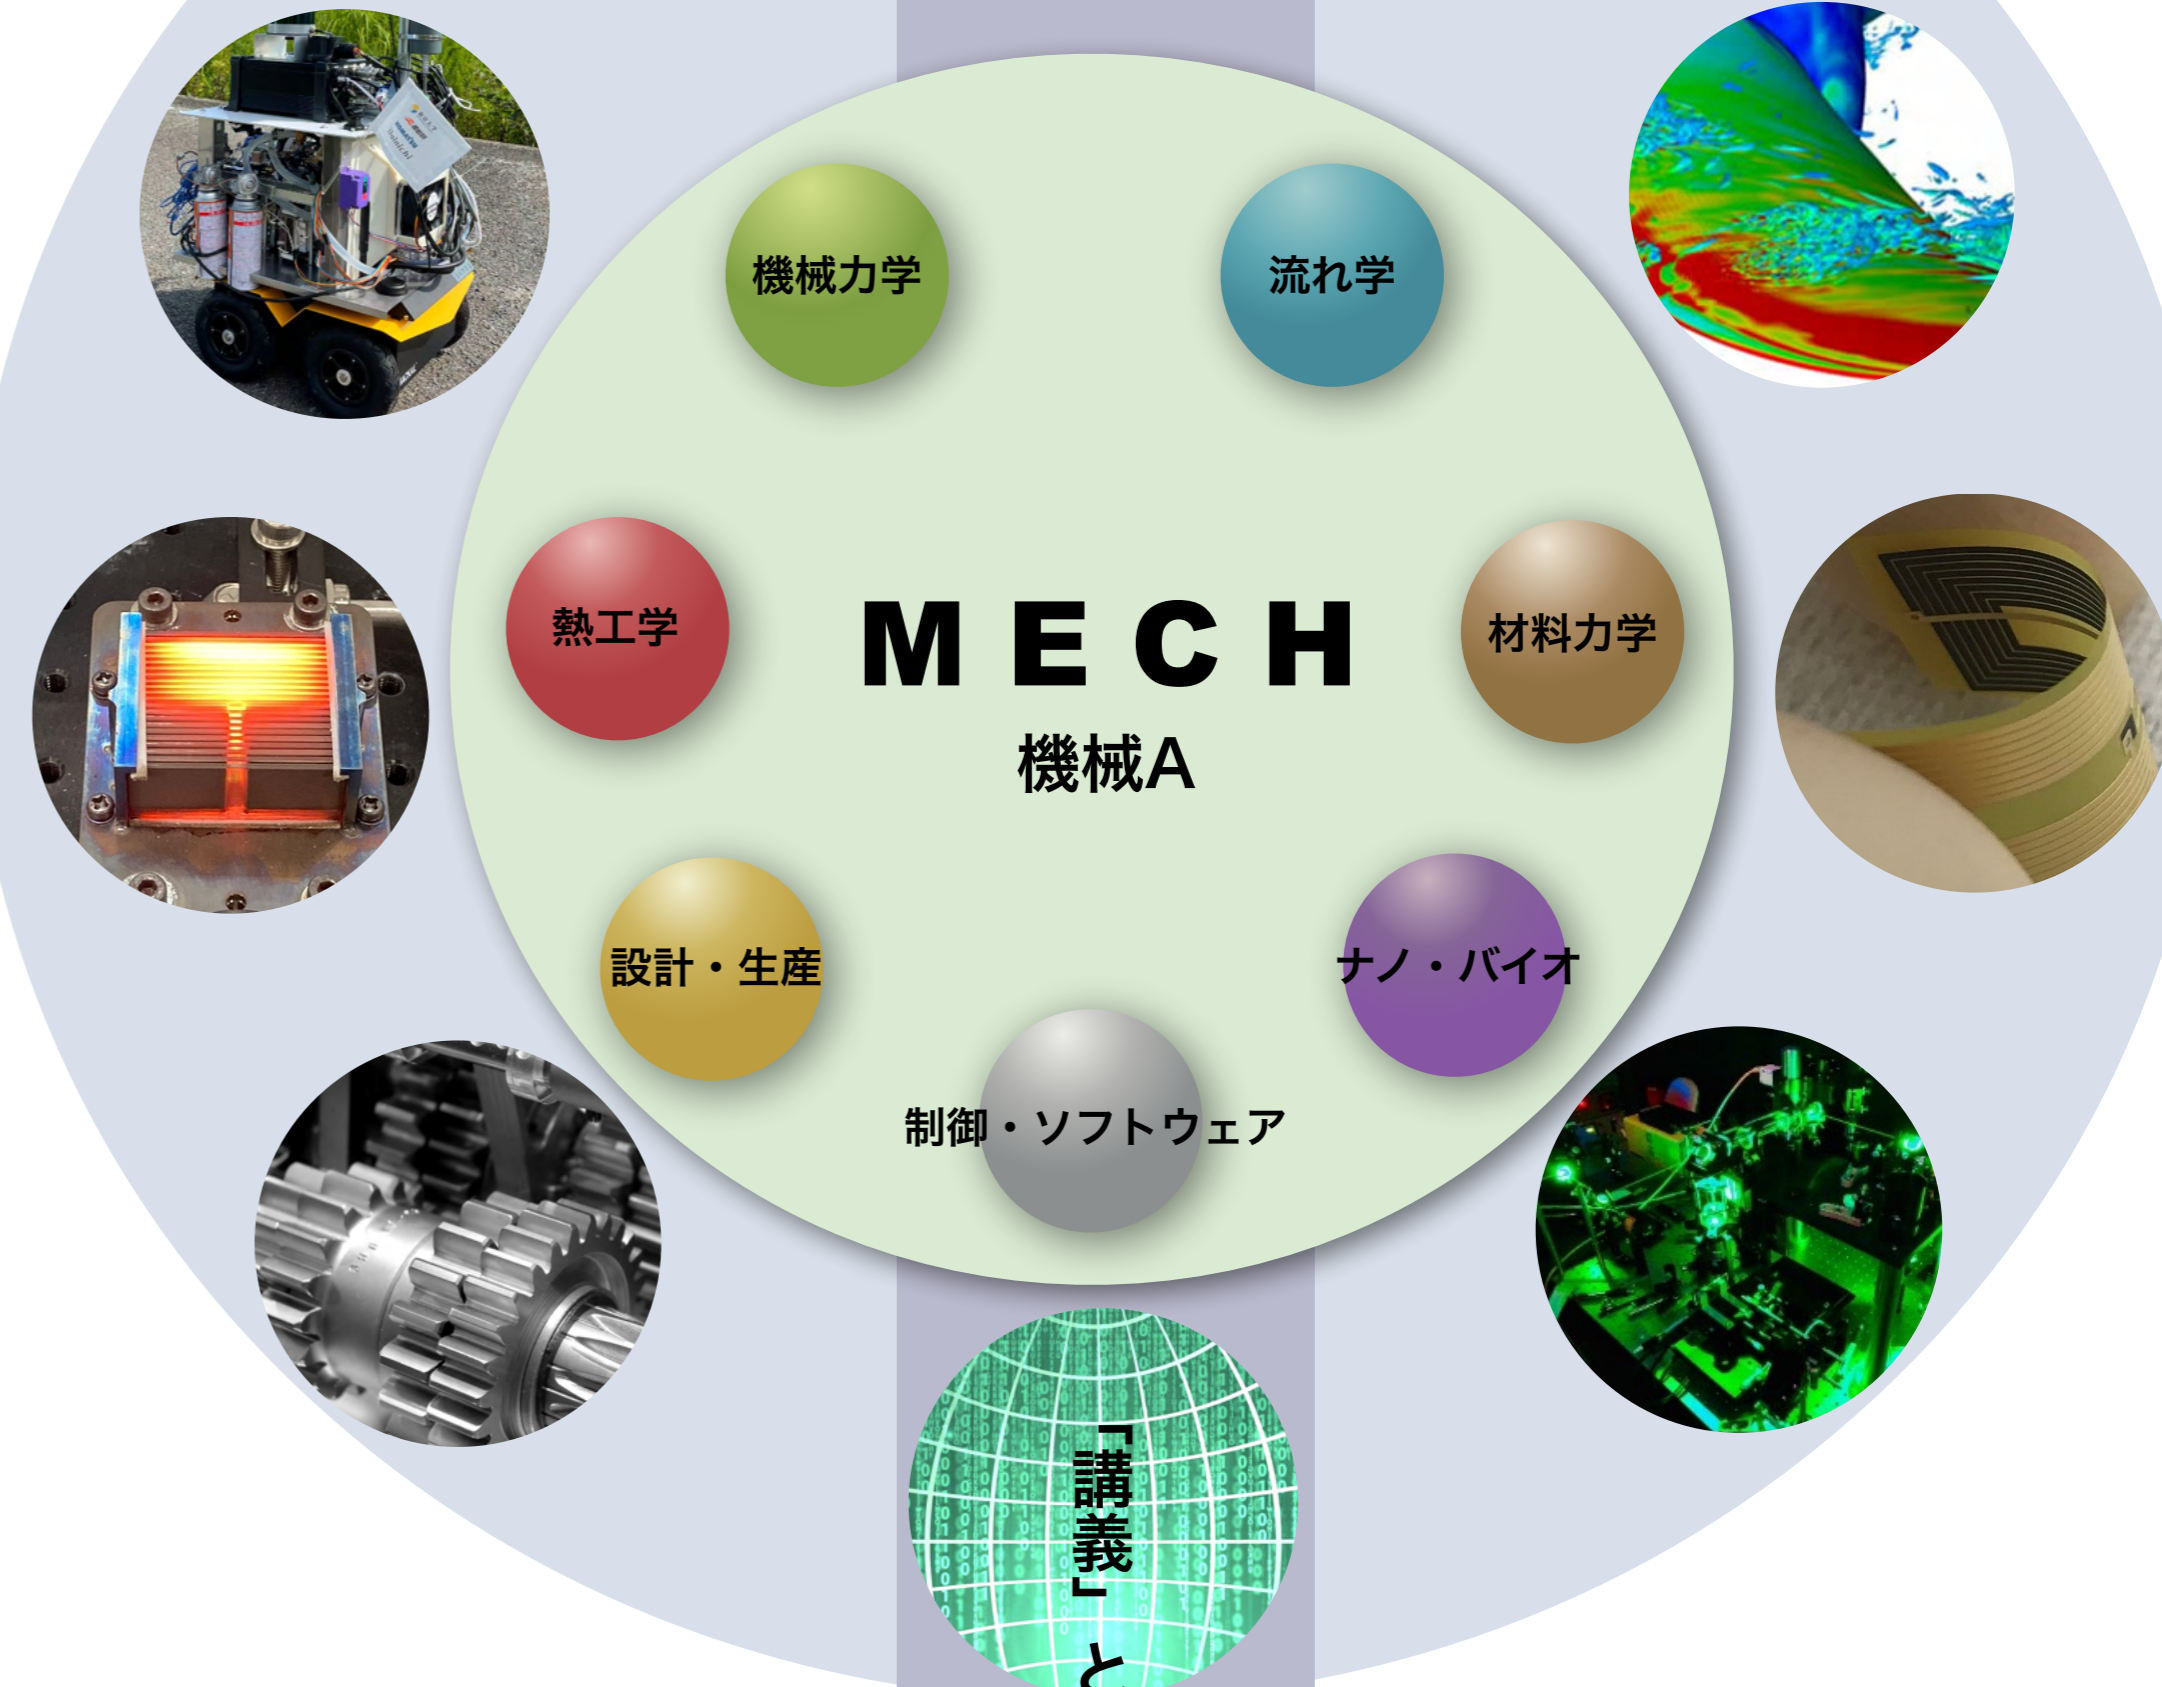 機械力学
流れ学
熱工学
MECH
材料力学
機械A
設計・生産
ナノ・バイオ
制御・ソフトウェア
「講義」と